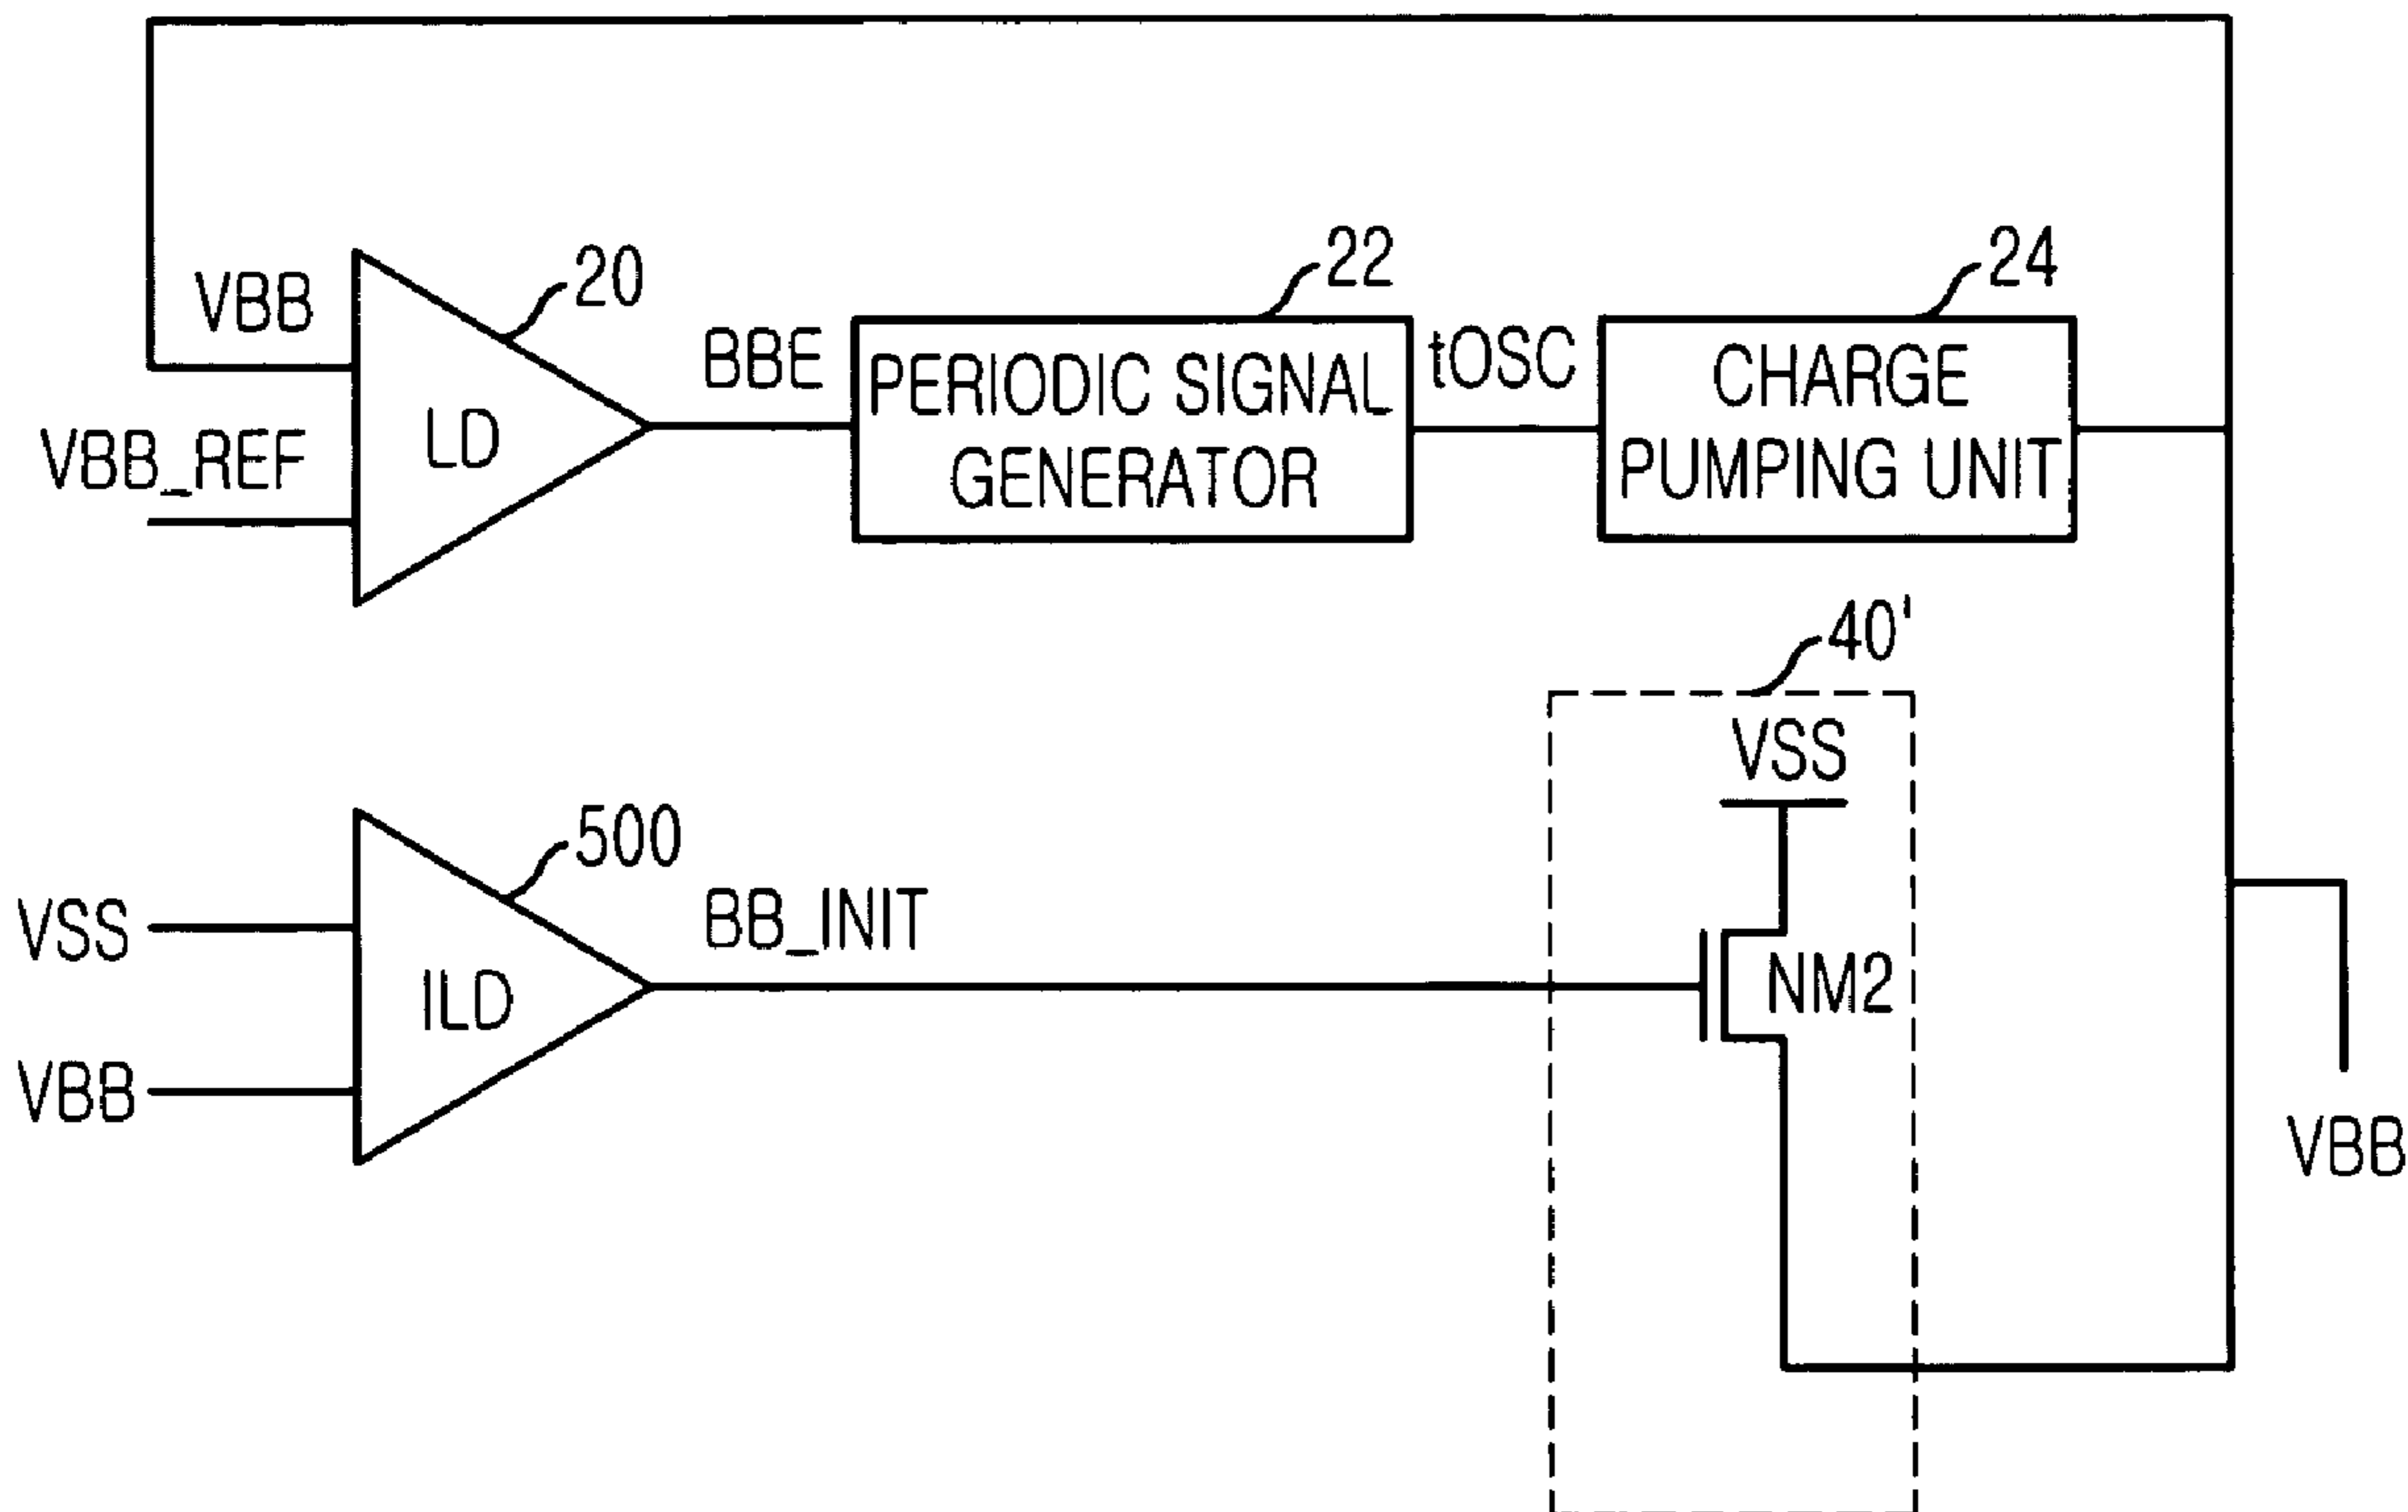 VBB
20
LD
VBB_REF
BBE
22
PERIODIC SIGNAL
GENERATOR
tOSC
24
CHARGE
PUMPING UNIT
40'
VSS
NM2
500
VSS
ILD
VBB
BB_INIT
VBB